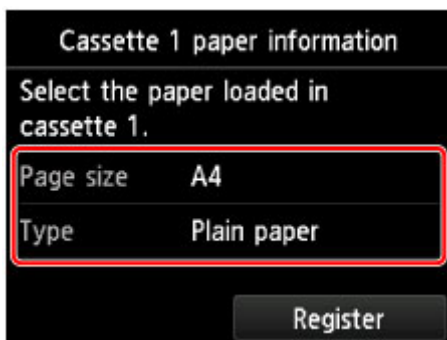 Cassette 1 paper information
Select the paper loaded in
cassette 1.
Page size A4
Type Plain paper
Register